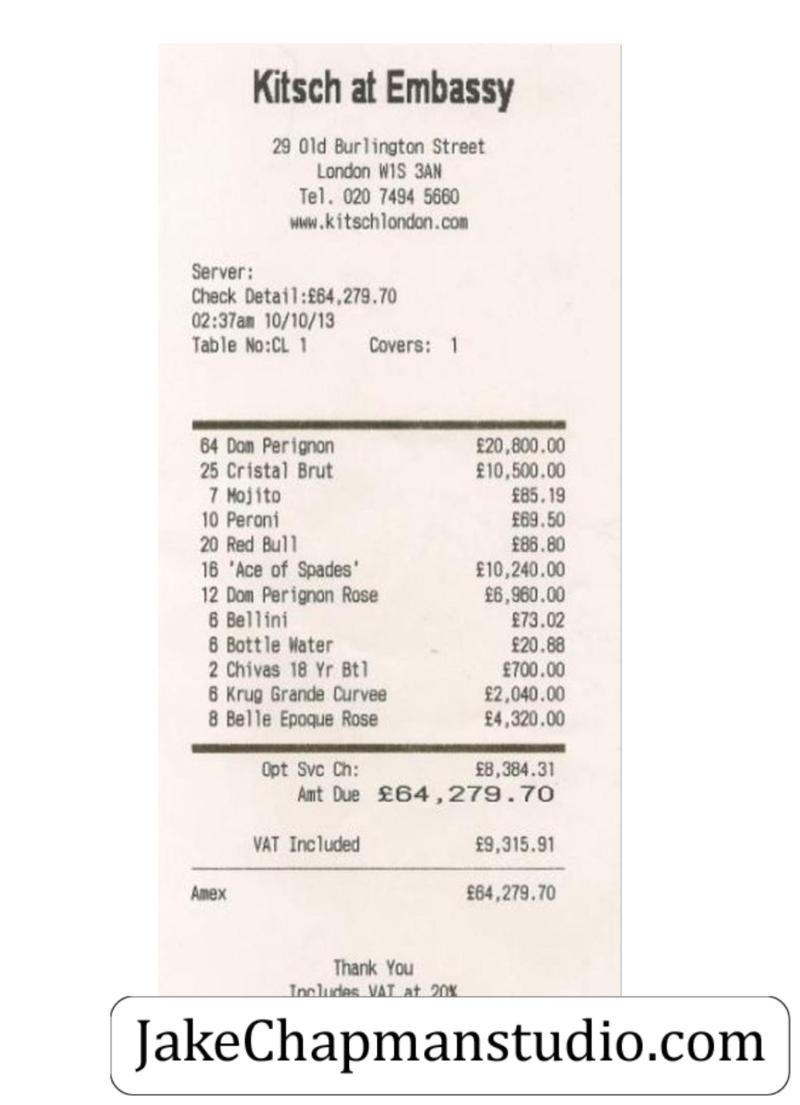 Kitsch at Embassy
29 Old Burlington Street
London W1S 3AN
Tel. 020 7494 5660
www.kitschlondon.com
Server:
Check Detail:£64,279.70
02:37am 10/10/13
Table No:CL 1 Covers: 1
64 Dom Perignon £20,800.00
25 Cristal Brut £10,500.00
7 Mojito £85.19
10 Peroni £69.50
20 Red Bull £86.80
16 'Ace of Spades' £10,240.00
12 Dom Perignon Rose £6,960.00
6 Bellini £73.02
6 Bottle Water £20.88
2 Chivas 18 Yr Btl £700.00
6 Krug Grande Curvee £2,040.00
8 Belle Epoque Rose £4,320.00
Opt Svc Ch: £8,384.31
Amt Due £64,279.70
VAT Included £9,315.91
Amex £64,279.70
Thank You
Includes VAT at 20%
JakeChapmanstudio.com